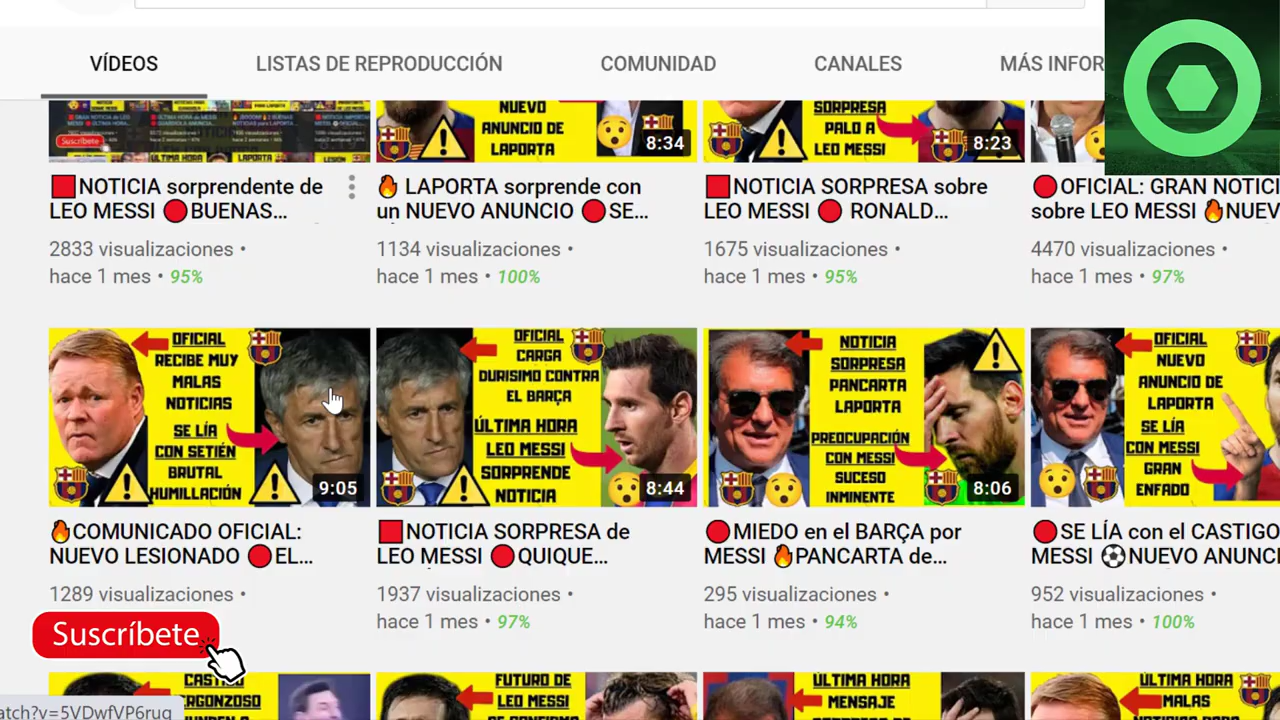 VÍDEOS
LISTAS DE REPRODUCCIÓN
COMUNIDAD
CANALES
MÁS INFOR
Suscríbete
NUEVO
ANUNCIO DE
LAPORTA
8:34
SORPRESA
PALO A
LEO MESSI
8:23
NOTICIA sorprendente de
LEO MESSI 🔴BUENAS...
2833 visualizaciones •
hace 1 mes • 95%
🔥 LAPORTA sorprende con
un NUEVO ANUNCIO 🔴SE...
1134 visualizaciones •
hace 1 mes • 100%
NOTICIA SORPRESA sobre
LEO MESSI 🔴 RONALD...
1675 visualizaciones •
hace 1 mes • 95%
🔴OFICIAL: GRAN NOTICI
sobre LEO MESSI 🔥NUEV
4470 visualizaciones •
hace 1 mes • 97%
OFICIAL
RECIBE MUY
MALAS
NOTICIAS
SE LÍA
CON SETIÉN
BRUTAL
HUMILLACIÓN
9:05
OFICIAL
CARGA
DURISIMO CONTRA
EL BARÇA
ÚLTIMA HORA
LEO MESSI
SORPRENDE
NOTICIA
8:44
NOTICIA
SORPRESA
PANCARTA
LAPORTA
PREOCUPACIÓN
CON MESSI
SUCESO
INMINENTE
8:06
OFICIAL
NUEVO
ANUNCIO DE
LAPORTA
SE LÍA
CON MESSI
GRAN
ENFADO
🔥COMUNICADO OFICIAL:
NUEVO LESIONADO 🔴EL...
1289 visualizaciones •
NOTICIA SORPRESA de
LEO MESSI 🔴QUIQUE...
1937 visualizaciones •
hace 1 mes • 97%
🔴MIEDO en el BARÇA por
MESSI 🔥PANCARTA de...
295 visualizaciones •
hace 1 mes • 94%
🔴SE LÍA con el CASTIGO
MESSI ⚽NUEVO ANUNCI
952 visualizaciones •
hace 1 mes • 100%
Suscríbete
FUTURO DE
LEO MESSI
ÚLTIMA HORA
MENSAJE
ÚLTIMA HORA
MALAS
atch?v=5VDwfVP6ruq